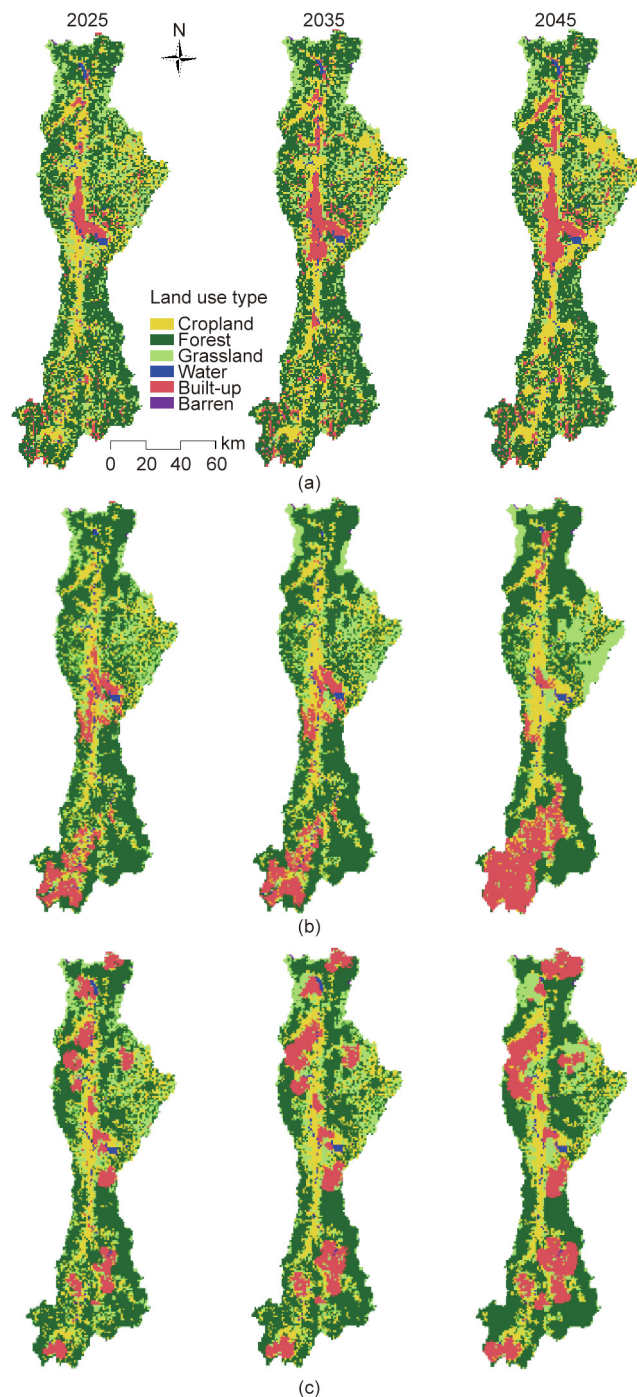 2025 2035 2045
N
Land use type
Cropland
Forest
Grassland
Water
Built-up
Barren
km
0 20 40 60
(a)
(b)
(c)